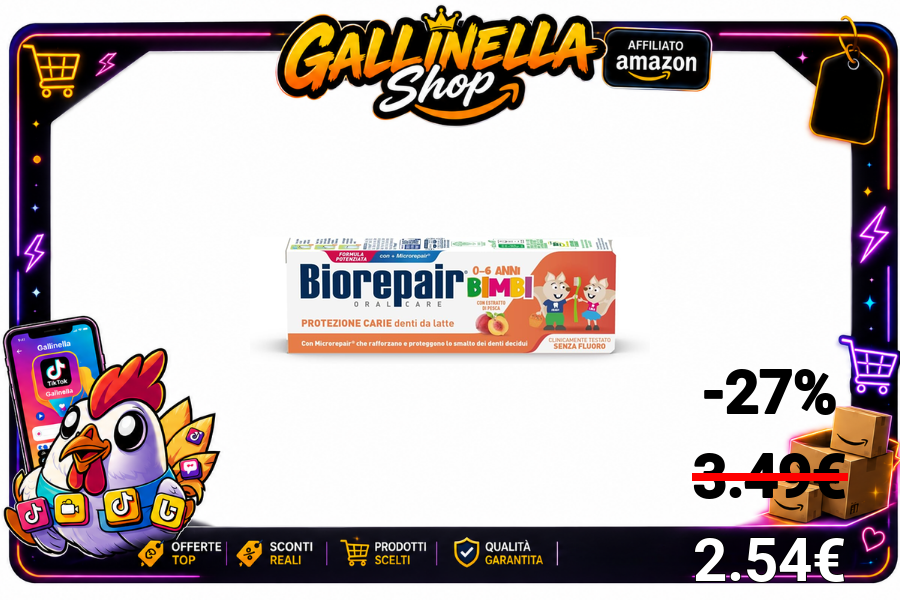 GALLINELLA
Shop
AFFILIATO
amazon
FORMULA
POTENZIATA
con + Microrepair®
Biorepair®
ORAL CARE
0-6 ANNI
BIMBI
CON ESTRATTO
DI PESCA
PROTEZIONE CARIE denti da latte
Con Microrepair® che rafforzano e proteggono lo smalto dei denti decidui
CLINICAMENTE TESTATO
SENZA FLUORO
Gallinella
TikTok
Gallinella
-27%
3.49€
2.54€
OFFERTE
TOP
SCONTI
REALI
PRODOTTI
SCELTI
QUALITÀ
GARANTITA